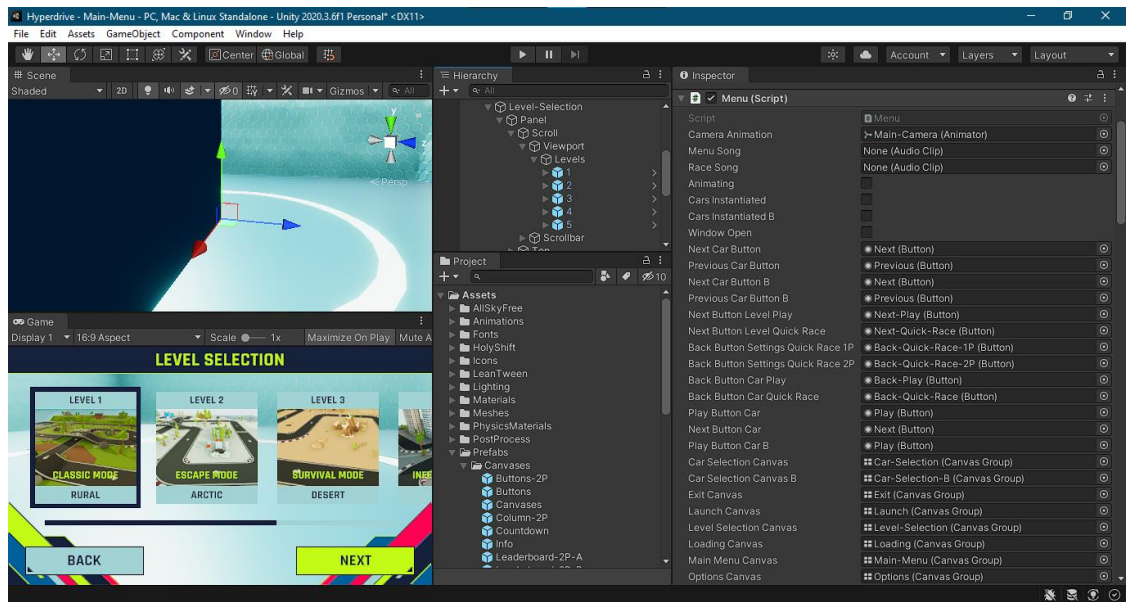 Hyperdrive - Main-Menu - PC, Mac & Linux Standalone - Unity 2020.3.6f1 Personal* <DX11>
File Edit Assets GameObject Component Window Help
Center Global Account Layers Layout
Scene
Shaded 2D 0 Gizmos All
y
z
Persp
Game
Display 1 16:9 Aspect Scale 1x Maximize On Play Mute A
LEVEL SELECTION
LEVEL 1 LEVEL 2 LEVEL 3
CLASSIC MODE ESCAPE MODE SURVIVAL MODE
RURAL ARCTIC DESERT
BACK NEXT
Hierarchy
All
Level-Selection
Panel
Scroll
Viewport
Levels
1
2
3
4
5
Scrollbar
Project
10
Assets
AllSkyFree
Animations
Fonts
HolyShift
Icons
LeanTween
Lighting
Materials
Meshes
PhysicsMaterials
PostProcess
Prefabs
Canvases
Buttons-2P
Buttons
Canvases
Column-2P
Countdown
Info
Leaderboard-2P-A
Inspector
Menu (Script)
Script Menu
Camera Animation Main-Camera (Animator)
Menu Song None (Audio Clip)
Race Song None (Audio Clip)
Animating
Cars Instantiated
Cars Instantiated B
Window Open
Next Car Button Next (Button)
Previous Car Button Previous (Button)
Next Car Button B Next (Button)
Previous Car Button B Previous (Button)
Next Button Level Play Next-Play (Button)
Next Button Level Quick Race Next-Quick-Race (Button)
Back Button Settings Quick Race 1P Back-Quick-Race-1P (Button)
Back Button Settings Quick Race 2P Back-Quick-Race-2P (Button)
Back Button Car Play Back-Play (Button)
Back Button Car Quick Race Back-Quick-Race (Button)
Play Button Car Play (Button)
Next Button Car Next (Button)
Play Button Car B Play (Button)
Car Selection Canvas Car-Selection (Canvas Group)
Car Selection Canvas B Car-Selection-B (Canvas Group)
Exit Canvas Exit (Canvas Group)
Launch Canvas Launch (Canvas Group)
Level Selection Canvas Level-Selection (Canvas Group)
Loading Canvas Loading (Canvas Group)
Main Menu Canvas Main-Menu (Canvas Group)
Options Canvas Options (Canvas Group)